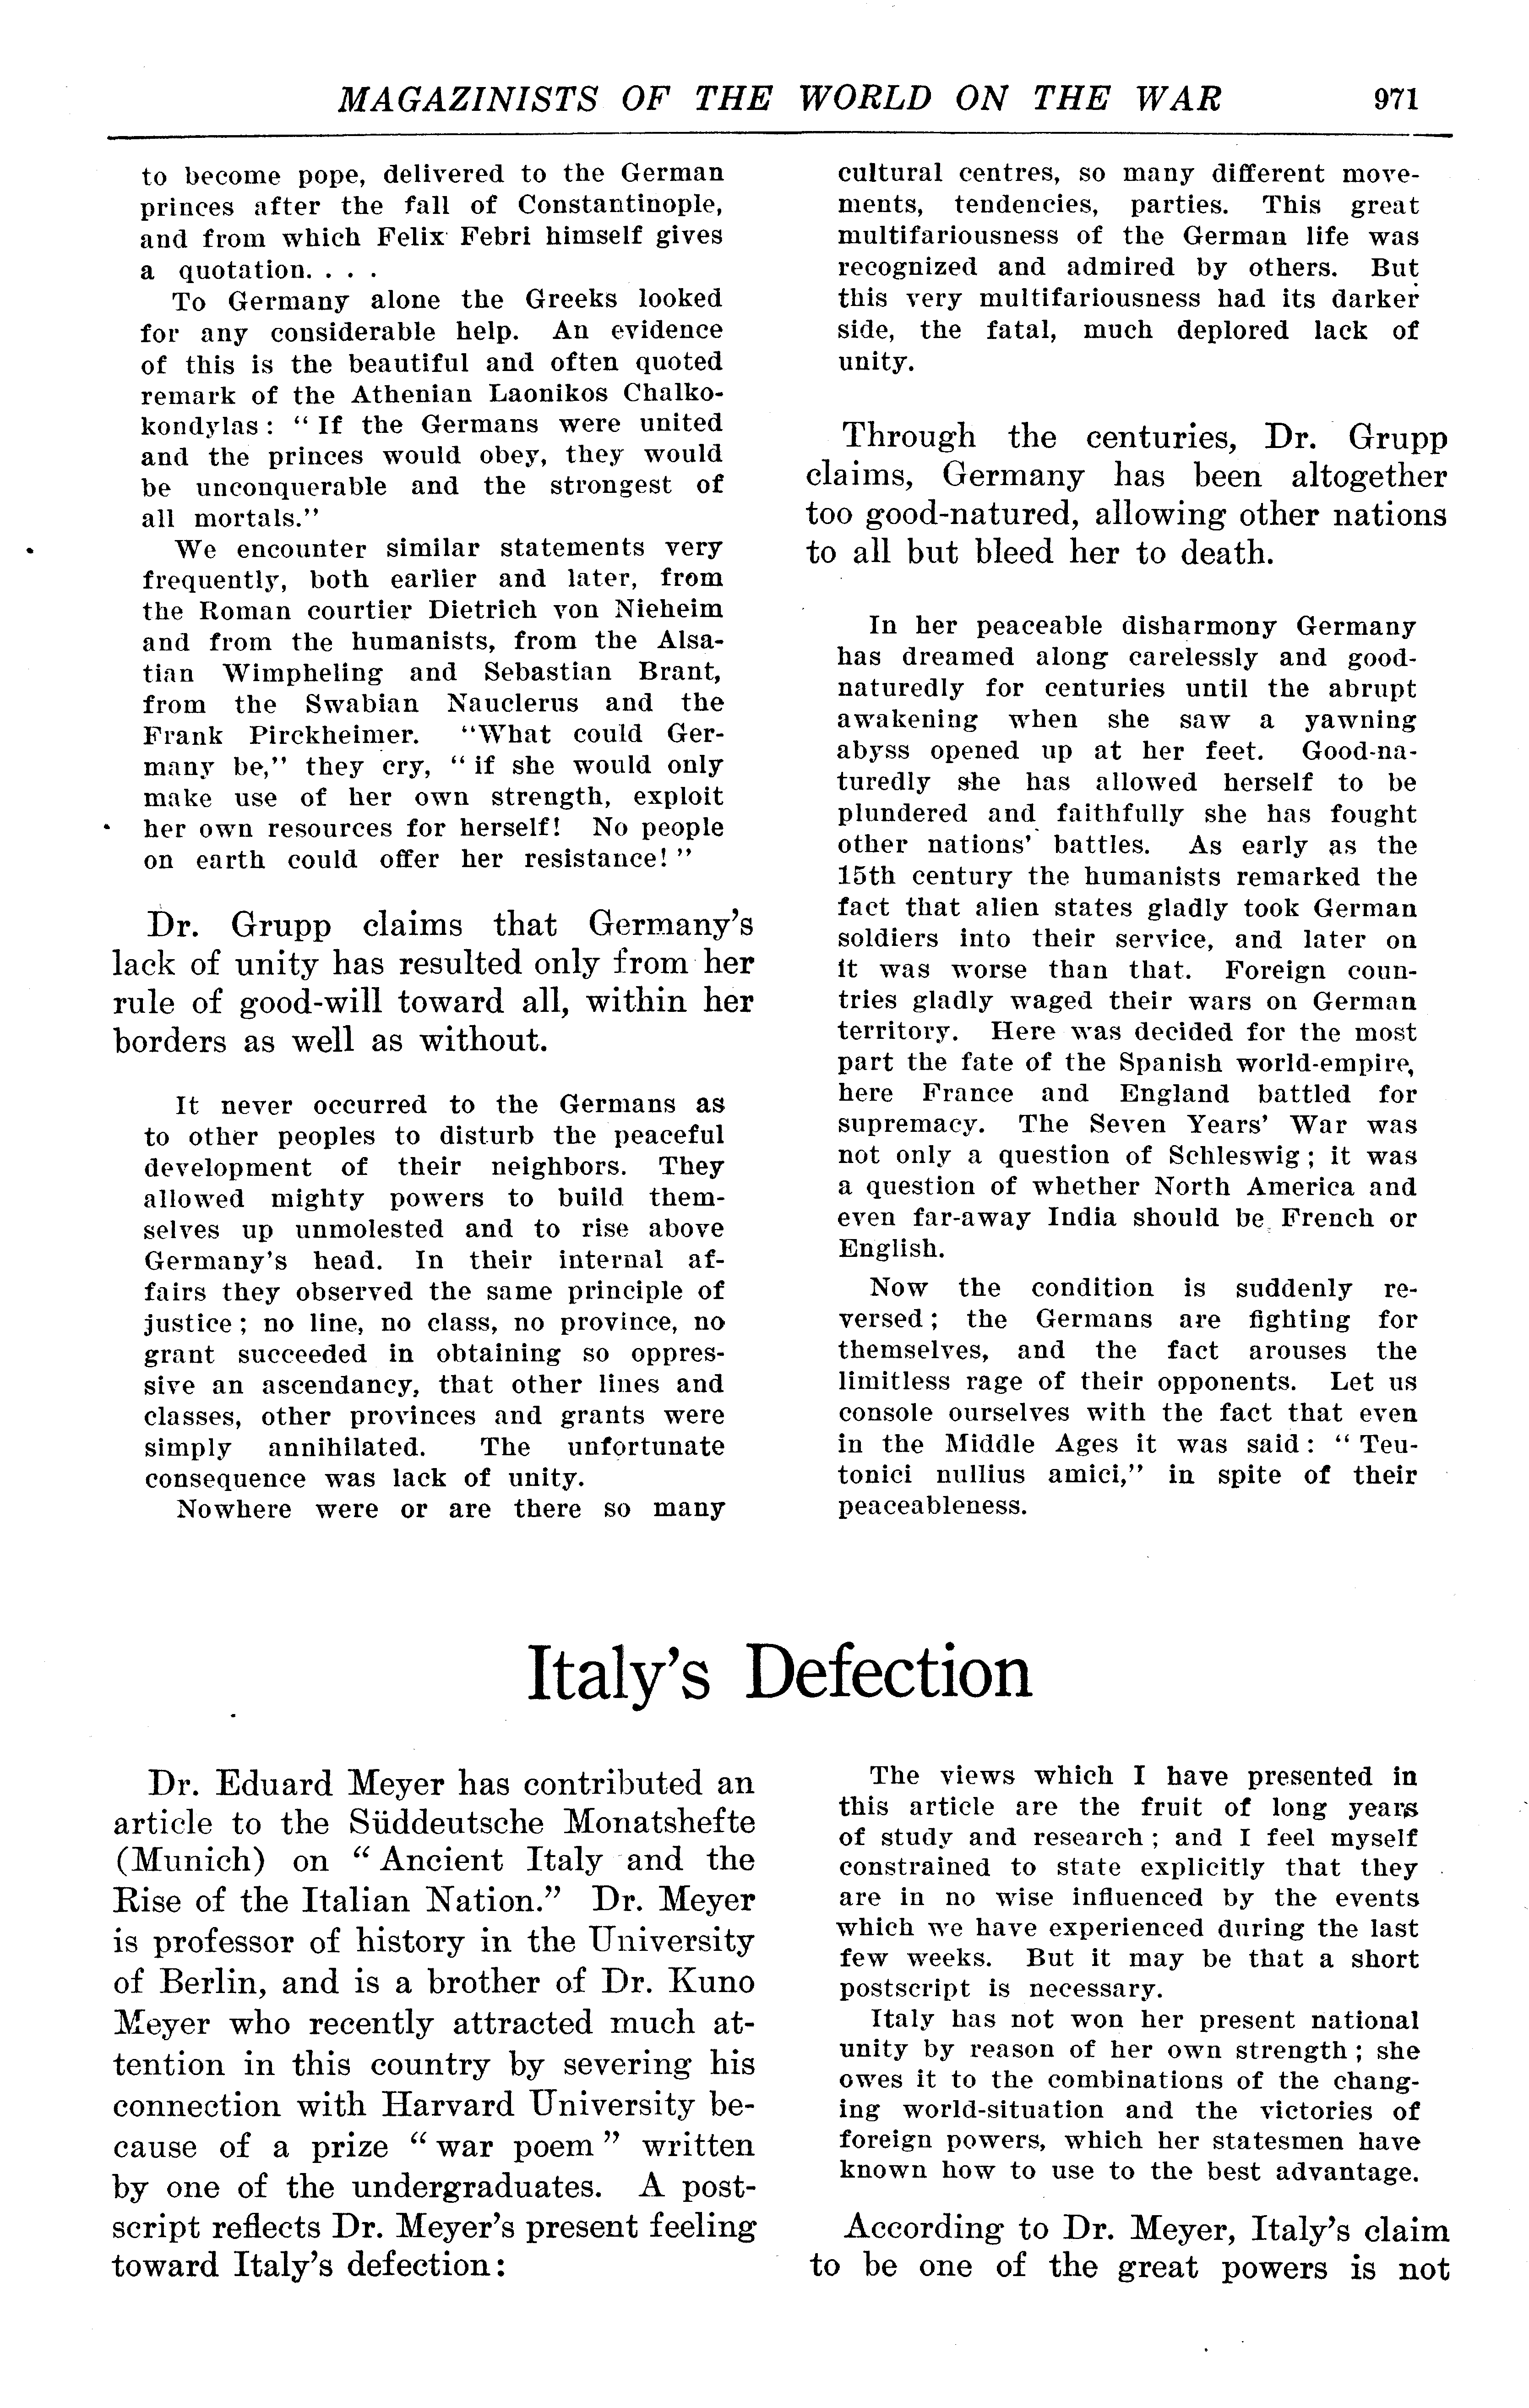 MAGAZINISTS OF THE WORLD ON THE WAR 971
to become pope, delivered to the German
princes after the fall of Constantinople,
and from which Felix Febri himself gives
a quotation. . . .
To Germany alone the Greeks looked
for any considerable help. An evidence
of this is the beautiful and often quoted
remark of the Athenian Laonikos Chalko-
kondylas: "If the Germans were united
and the princes would obey, they would
be unconquerable and the strongest of
all mortals."
We encounter similar statements very
frequently, both earlier and later, from
the Roman courtier Dietrich von Nieheim
and from the humanists, from the Alsa-
tian Wimpheling and Sebastian Brant,
from the Swabian Nauclerus and the
Frank Pirckheimer. "What could Ger-
many be," they cry, "if she would only
make use of her own strength, exploit
her own resources for herself! No people
on earth could offer her resistance!"
Dr. Grupp claims that Germany's
lack of unity has resulted only from her
rule of good-will toward all, within her
borders as well as without.
It never occurred to the Germans as
to other peoples to disturb the peaceful
development of their neighbors. They
allowed mighty powers to build them-
selves up unmolested and to rise above
Germany's head. In their internal af-
fairs they observed the same principle of
justice; no line, no class, no province, no
grant succeeded in obtaining so oppres-
sive an ascendancy, that other lines and
classes, other provinces and grants were
simply annihilated. The unfortunate
consequence was lack of unity.
Nowhere were or are there so many
cultural centres, so many different move-
ments, tendencies, parties. This great
multifariousness of the German life was
recognized and admired by others. But
this very multifariousness had its darker
side, the fatal, much deplored lack of
unity.
Through the centuries, Dr. Grupp
claims, Germany has been altogether
too good-natured, allowing other nations
to all but bleed her to death.
In her peaceable disharmony Germany
has dreamed along carelessly and good-
naturedly for centuries until the abrupt
awakening when she saw a yawning
abyss opened up at her feet. Good-na-
turedly she has allowed herself to be
plundered and faithfully she has fought
other nations' battles. As early as the
15th century the humanists remarked the
fact that alien states gladly took German
soldiers into their service, and later on
it was worse than that. Foreign coun-
tries gladly waged their wars on German
territory. Here was decided for the most
part the fate of the Spanish world-empire,
here France and England battled for
supremacy. The Seven Years' War was
not only a question of Schleswig; it was
a question of whether North America and
even far-away India should be French or
English.
Now the condition is suddenly re-
versed; the Germans are fighting for
themselves, and the fact arouses the
limitless rage of their opponents. Let us
console ourselves with the fact that even
in the Middle Ages it was said: "Teu-
tonici nullius amici," in spite of their
peaceableness.
Italy's Defection
Dr. Eduard Meyer has contributed an
article to the Süddeutsche Monatshefte
(Munich) on "Ancient Italy and the
Rise of the Italian Nation." Dr. Meyer
is professor of history in the University
of Berlin, and is a brother of Dr. Kuno
Meyer who recently attracted much at-
tention in this country by severing his
connection with Harvard University be-
cause of a prize "war poem" written
by one of the undergraduates. A post-
script reflects Dr. Meyer's present feeling
toward Italy's defection:
The views which I have presented in
this article are the fruit of long years
of study and research; and I feel myself
constrained to state explicitly that they
are in no wise influenced by the events
which we have experienced during the last
few weeks. But it may be that a short
postscript is necessary.
Italy has not won her present national
unity by reason of her own strength; she
owes it to the combinations of the chang-
ing world-situation and the victories of
foreign powers, which her statesmen have
known how to use to the best advantage.
According to Dr. Meyer, Italy's claim
to be one of the great powers is not